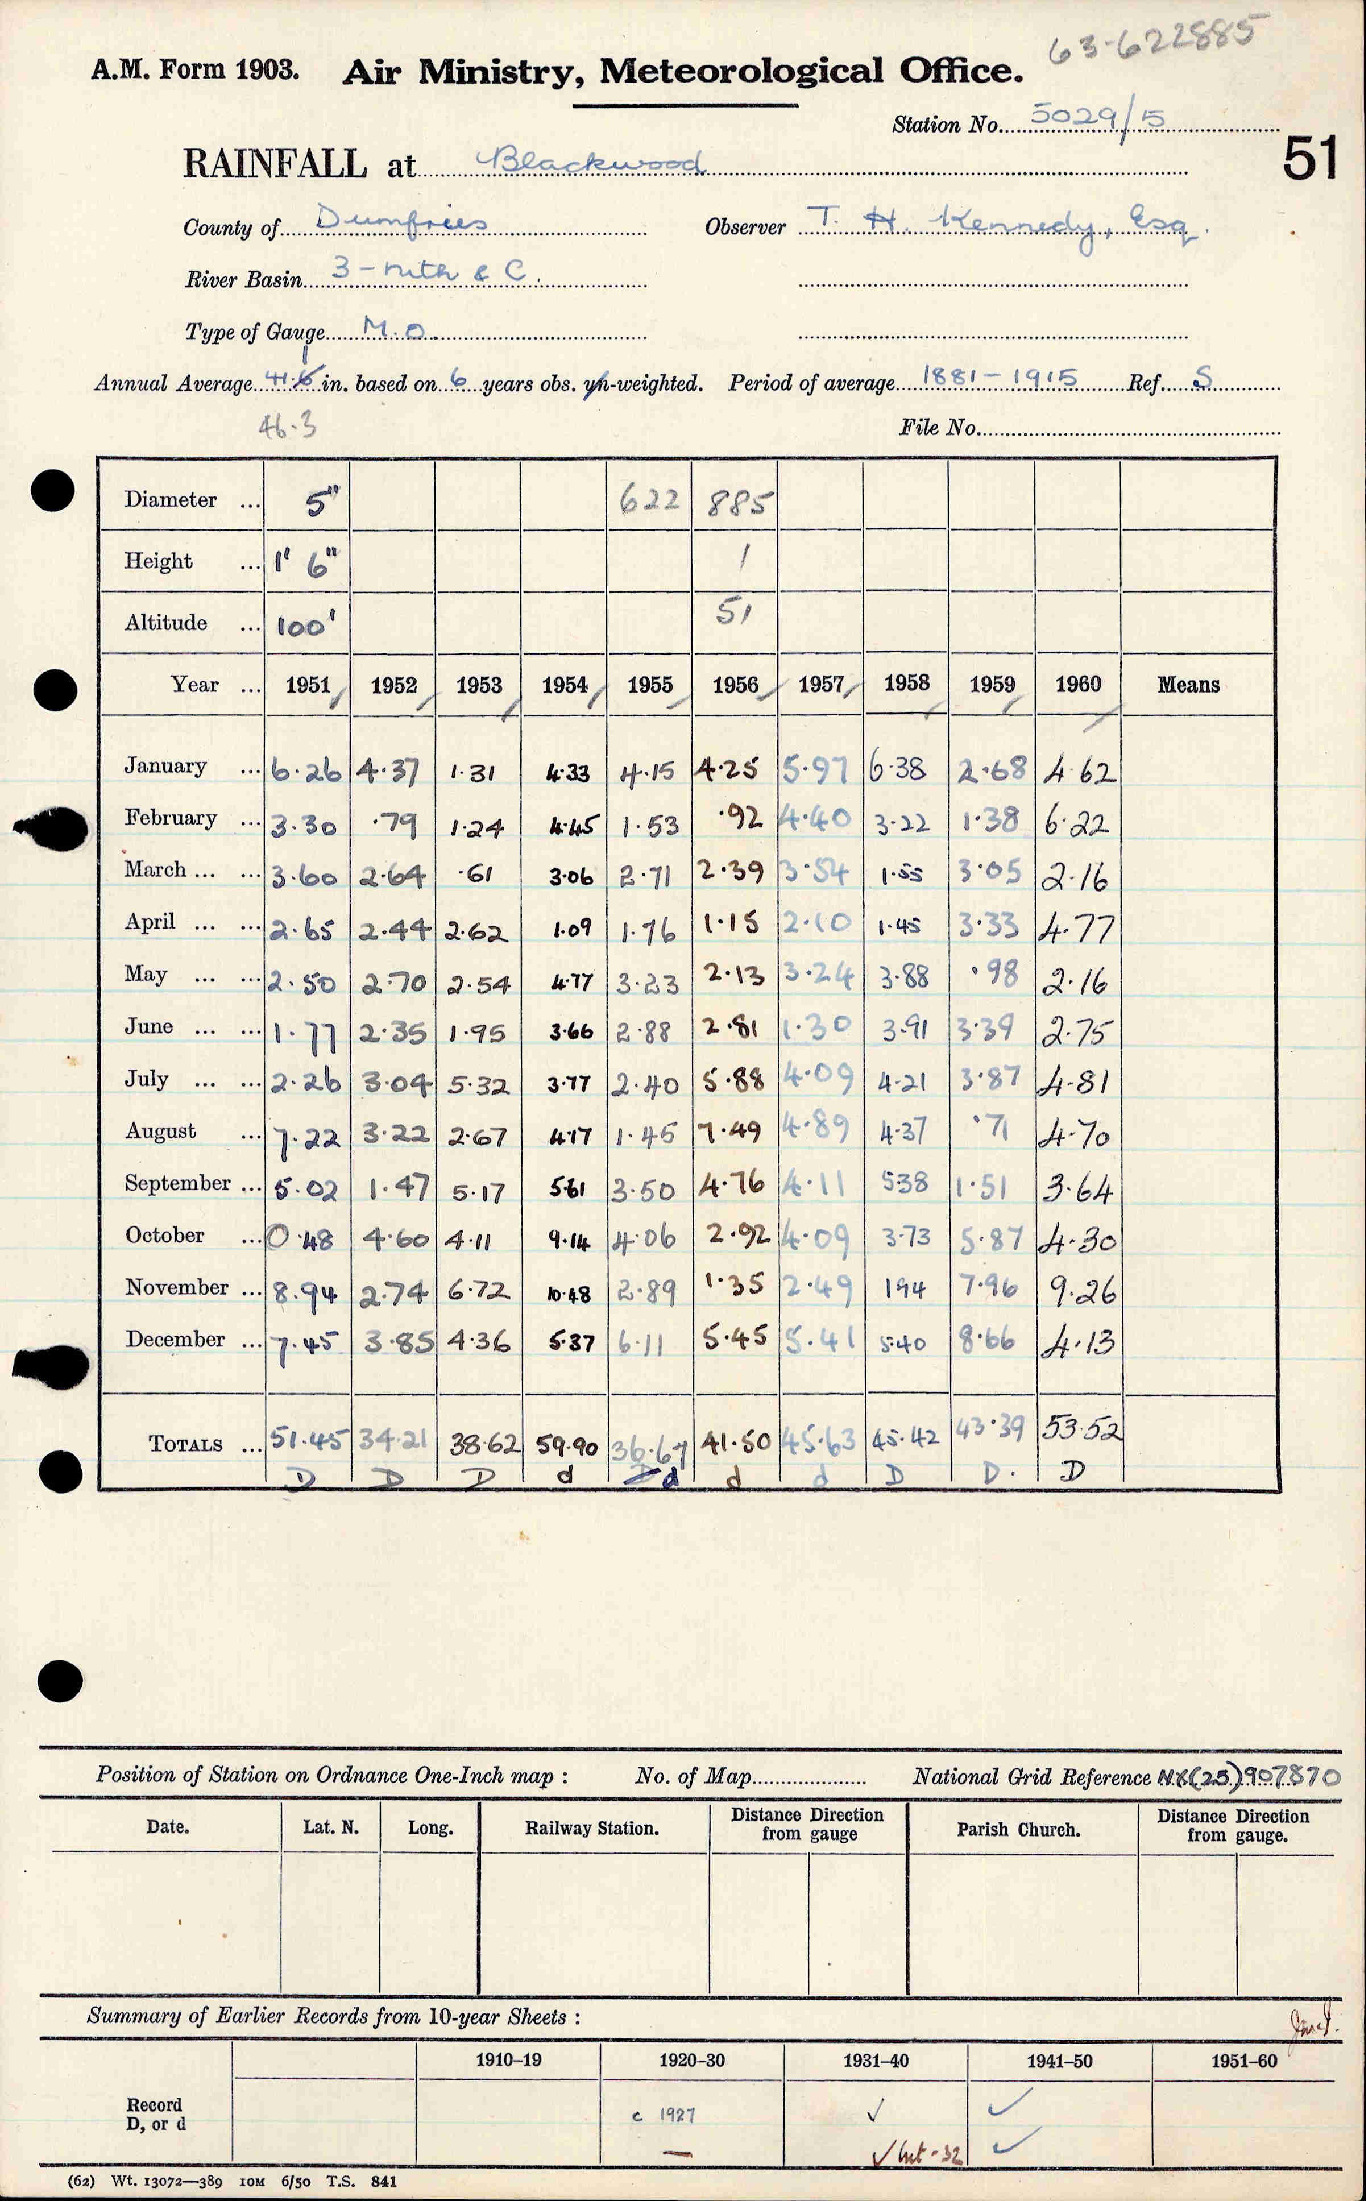 63-622885
A.M. Form 1903. Air Ministry, Meteorological Office.
Station No. 5029/5
51
RAINFALL at Blackwood
County of Dumfries Observer T. H. Kennedy, Esq.
River Basin 3-Nith & C.
Type of Gauge M.O.
Annual Average in. based on 6 years obs. un-weighted. Period of average 1881-1915 Ref. S
46.3 File No.
Diameter ... 5" 622 885
Height ... 1' 6" 1
Altitude ... 100' 51
Year ... 1951 1952 1953 1954 1955 1956 1957 1958 1959 1960 Means
January ... 6.26 4.37 1.31 4.33 4.15 4.25 5.97 6.38 2.68 4.62
February ... 3.30 .79 1.24 4.45 1.53 .92 4.40 3.22 1.38 6.22
March ... ... 3.60 2.64 .61 3.06 2.71 2.39 3.54 1.55 3.05 2.16
April ... ... 2.65 2.44 2.62 1.09 1.76 1.15 2.10 1.45 3.33 4.77
May ... ... 2.50 2.70 2.54 4.77 3.23 2.13 3.24 3.88 .98 2.16
June ... ... 1.77 2.35 1.95 3.66 2.88 2.81 1.30 3.91 3.39 2.75
July ... ... 2.26 3.04 5.32 3.77 2.40 5.88 4.09 4.21 3.87 4.81
August ... 7.22 3.22 2.67 4.17 1.45 7.49 4.89 4.37 .71 4.70
September ... 5.02 1.47 5.17 5.61 3.50 4.76 4.11 5.38 1.51 3.64
October ... 0.48 4.60 4.11 9.14 4.06 2.92 4.09 3.73 5.87 4.30
November ... 8.94 2.74 6.72 10.48 2.89 1.35 2.49 1.94 7.96 9.26
December ... 7.45 3.85 4.36 5.37 6.11 5.45 5.41 5.40 8.66 4.13
TOTALS ... 51.45 34.21 38.62 59.90 36.67 41.50 45.63 45.42 43.39 53.52
D D D d d d d D D. D
Position of Station on Ordnance One-Inch map : No. of Map National Grid Reference NX(25)907870
Date. Lat. N. Long. Railway Station. Distance Direction from gauge Parish Church. Distance Direction from gauge.
Summary of Earlier Records from 10-year Sheets :
1910-19 1920-30 1931-40 1941-50 1951-60
Record
D, or d
c 1927 ✓ ✓
— ✓ -32 ✓
(62) Wt. 13072—389 10M 6/50 T.S. 841